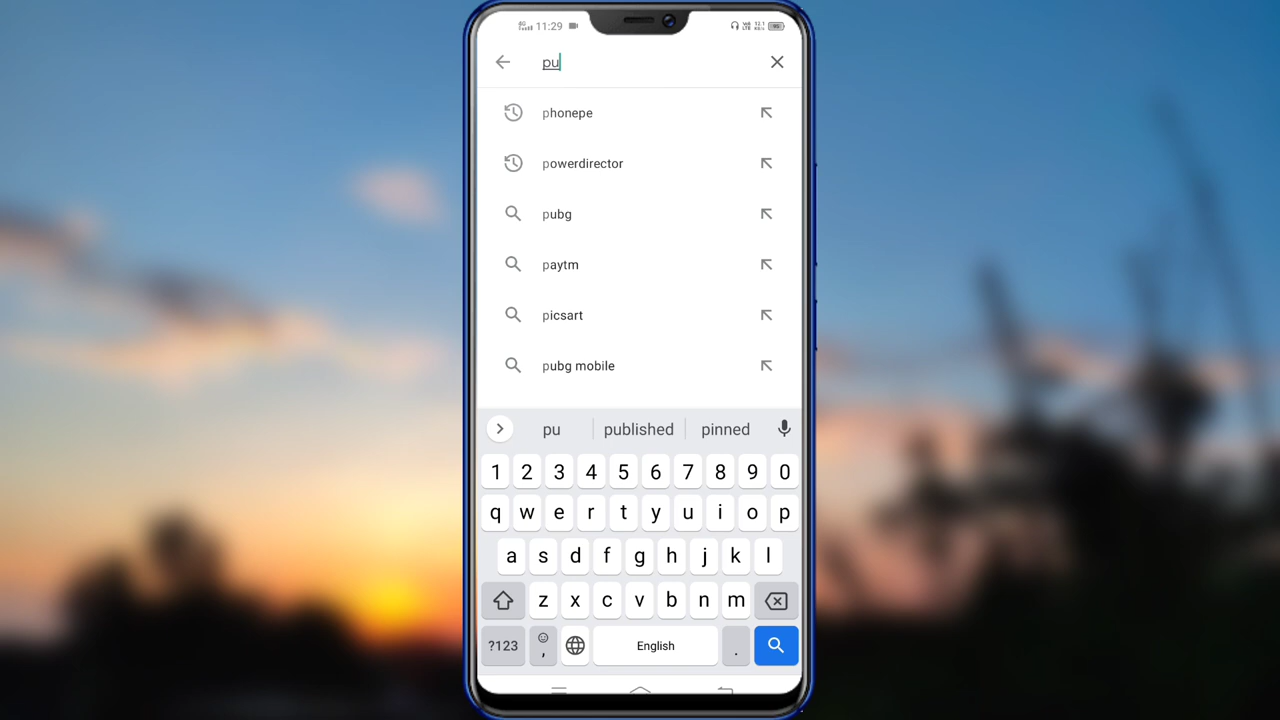 4G 11:29
pu
phonepe
powerdirector
pubg
paytm
picsart
pubg mobile
pu published pinned
1 2 3 4 5 6 7 8 9 0
q w e r t y u i o p
a s d f g h j k l
z x c v b n m
?123 , English .